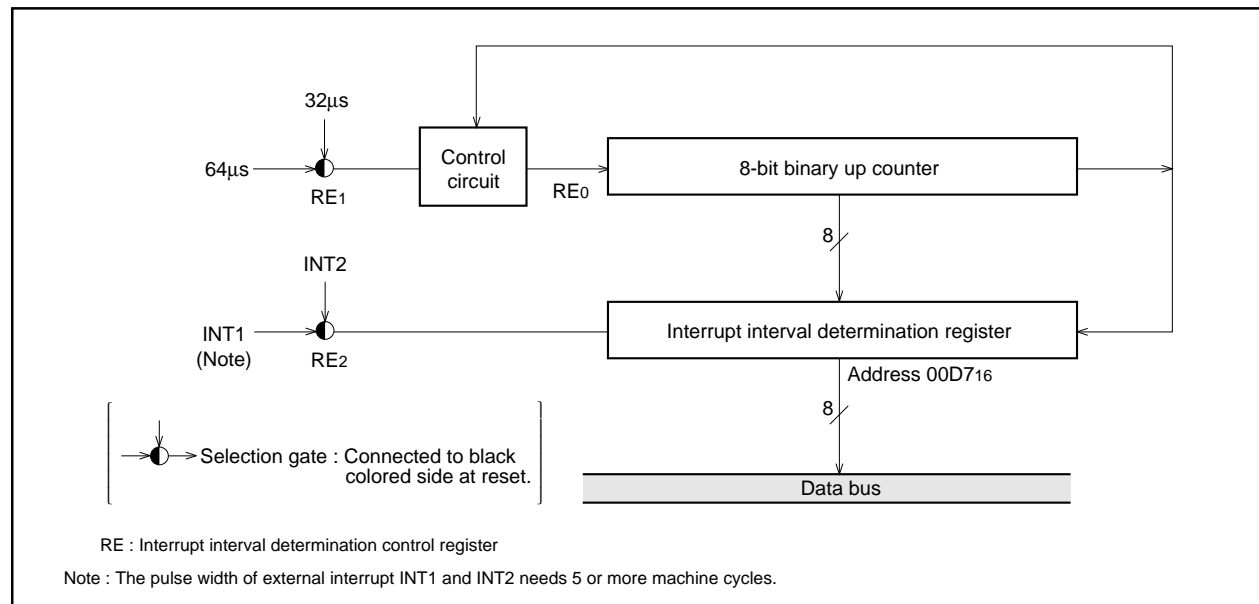 32μs
64μs
RE1
Control
circuit
RE0
8-bit binary up counter
8
INT2
INT1
(Note)
RE2
Interrupt interval determination register
Address 00D716
8
Selection gate : Connected to black
colored side at reset.
Data bus
RE : Interrupt interval determination control register
Note : The pulse width of external interrupt INT1 and INT2 needs 5 or more machine cycles.